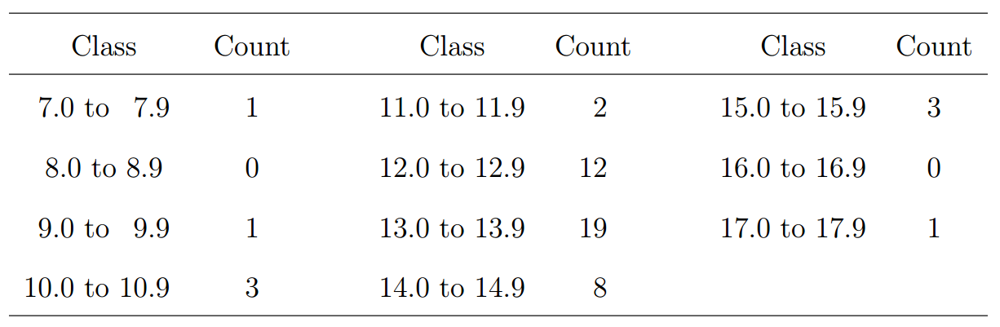 Class Count Class Count Class Count
7.0 to 7.9 1 11.0 to 11.9 2 15.0 to 15.9 3
8.0 to 8.9 0 12.0 to 12.9 12 16.0 to 16.9 0
9.0 to 9.9 1 13.0 to 13.9 19 17.0 to 17.9 1
10.0 to 10.9 3 14.0 to 14.9 8